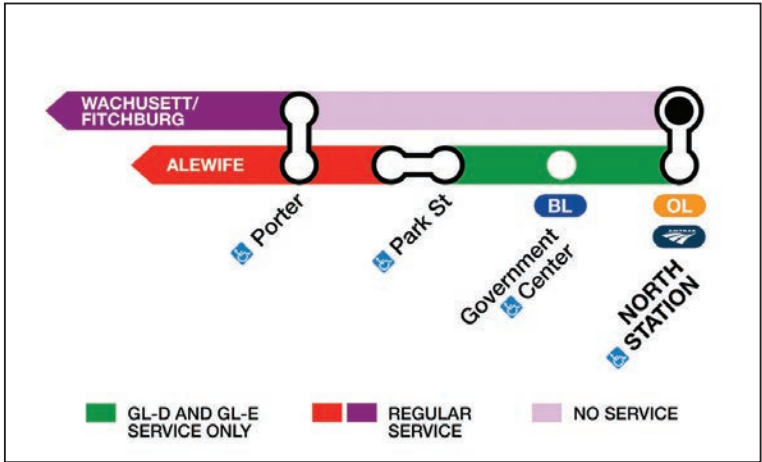 WACHUSETT/
FITCHBURG
ALEWIFE
Porter
Park St
BL
Government
Center
OL
AMTRAK
NORTH
STATION
GL-D AND GL-E
SERVICE ONLY
REGULAR
SERVICE
NO SERVICE